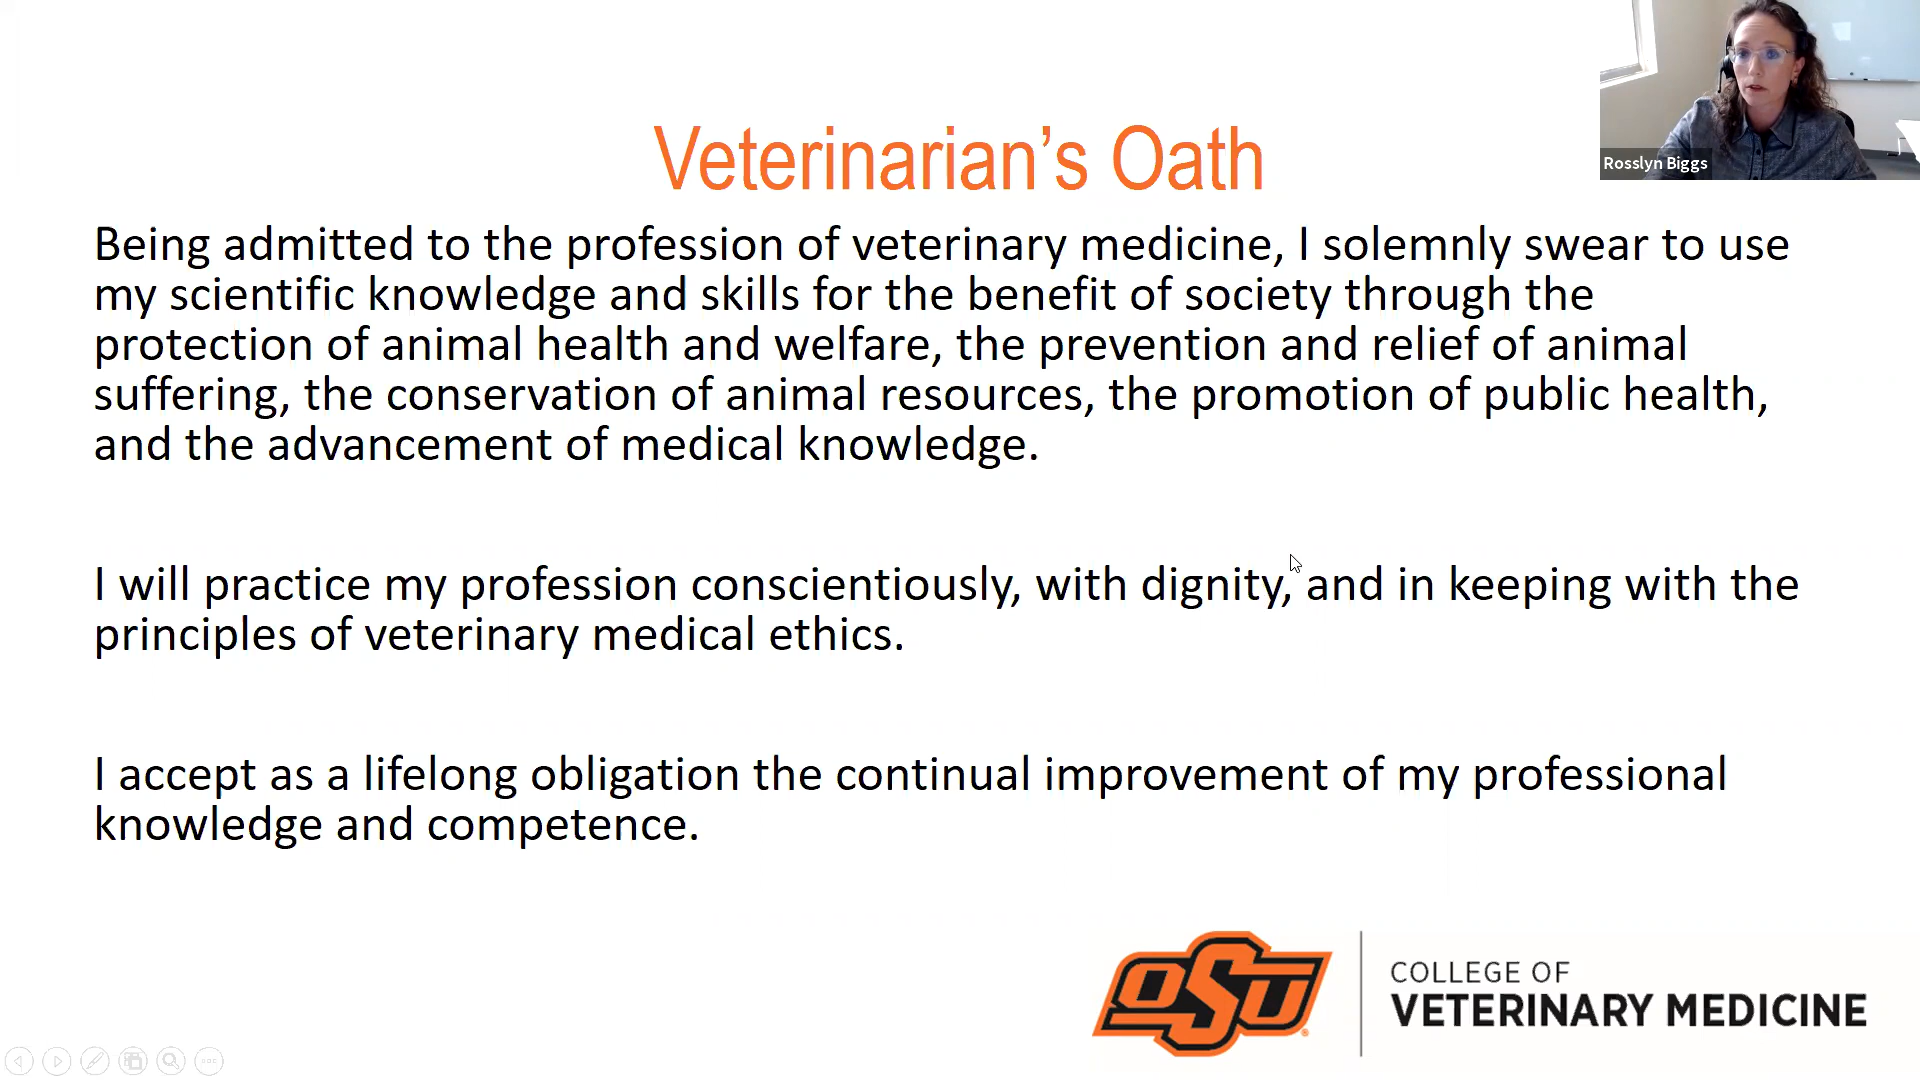 Rosslyn Biggs
Veterinarian's Oath
Being admitted to the profession of veterinary medicine, I solemnly swear to use
my scientific knowledge and skills for the benefit of society through the
protection of animal health and welfare, the prevention and relief of animal
suffering, the conservation of animal resources, the promotion of public health,
and the advancement of medical knowledge.
I will practice my profession conscientiously, with dignity, and in keeping with the
principles of veterinary medical ethics.
I accept as a lifelong obligation the continual improvement of my professional
knowledge and competence.
OSU
COLLEGE OF
VETERINARY MEDICINE